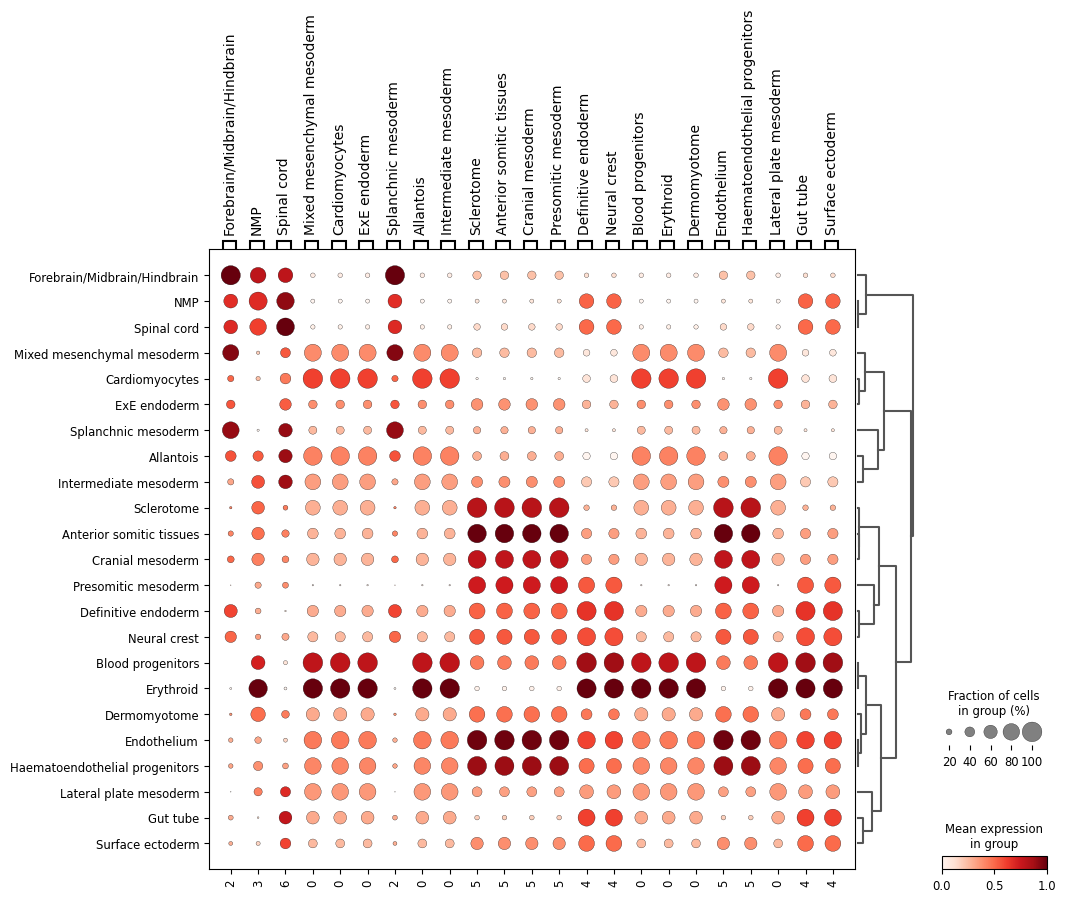 Forebrain/Midbrain/Hindbrain
NMP
Spinal cord
Mixed mesenchymal mesoderm
Cardiomyocytes
ExE endoderm
Splanchnic mesoderm
Allantois
Intermediate mesoderm
Sclerotome
Anterior somitic tissues
Cranial mesoderm
Presomitic mesoderm
Definitive endoderm
Neural crest
Blood progenitors
Erythroid
Dermomyotome
Endothelium
Haematoendothelial progenitors
Lateral plate mesoderm
Gut tube
Surface ectoderm
Forebrain/Midbrain/Hindbrain
NMP
Spinal cord
Mixed mesenchymal mesoderm
Cardiomyocytes
ExE endoderm
Splanchnic mesoderm
Allantois
Intermediate mesoderm
Sclerotome
Anterior somitic tissues
Cranial mesoderm
Presomitic mesoderm
Definitive endoderm
Neural crest
Blood progenitors
Erythroid
Dermomyotome
Endothelium
Haematoendothelial progenitors
Lateral plate mesoderm
Gut tube
Surface ectoderm
2 3 6 0 0 0 2 0 0 5 5 5 5 4 4 0 0 0 5 5 0 4 4
Fraction of cells
in group (%)
20 40 60 80 100
Mean expression
in group
0.0 0.5 1.0